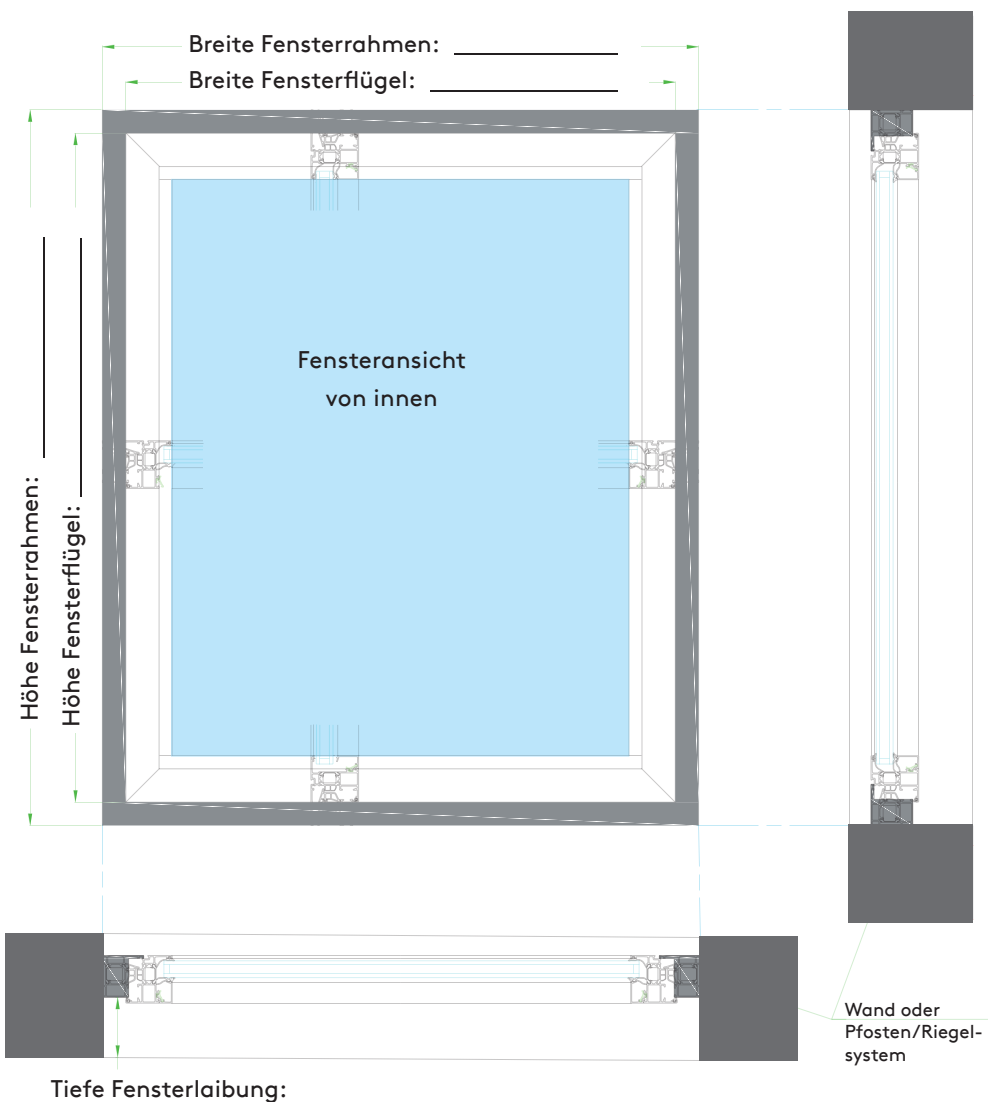 Breite Fensterrahmen:
Breite Fensterflügel:
Höhe Fensterrahmen:
Höhe Fensterflügel:
Fensteransicht
von innen
Wand oder
Pfosten/Riegel-
system
Tiefe Fensterlaibung: